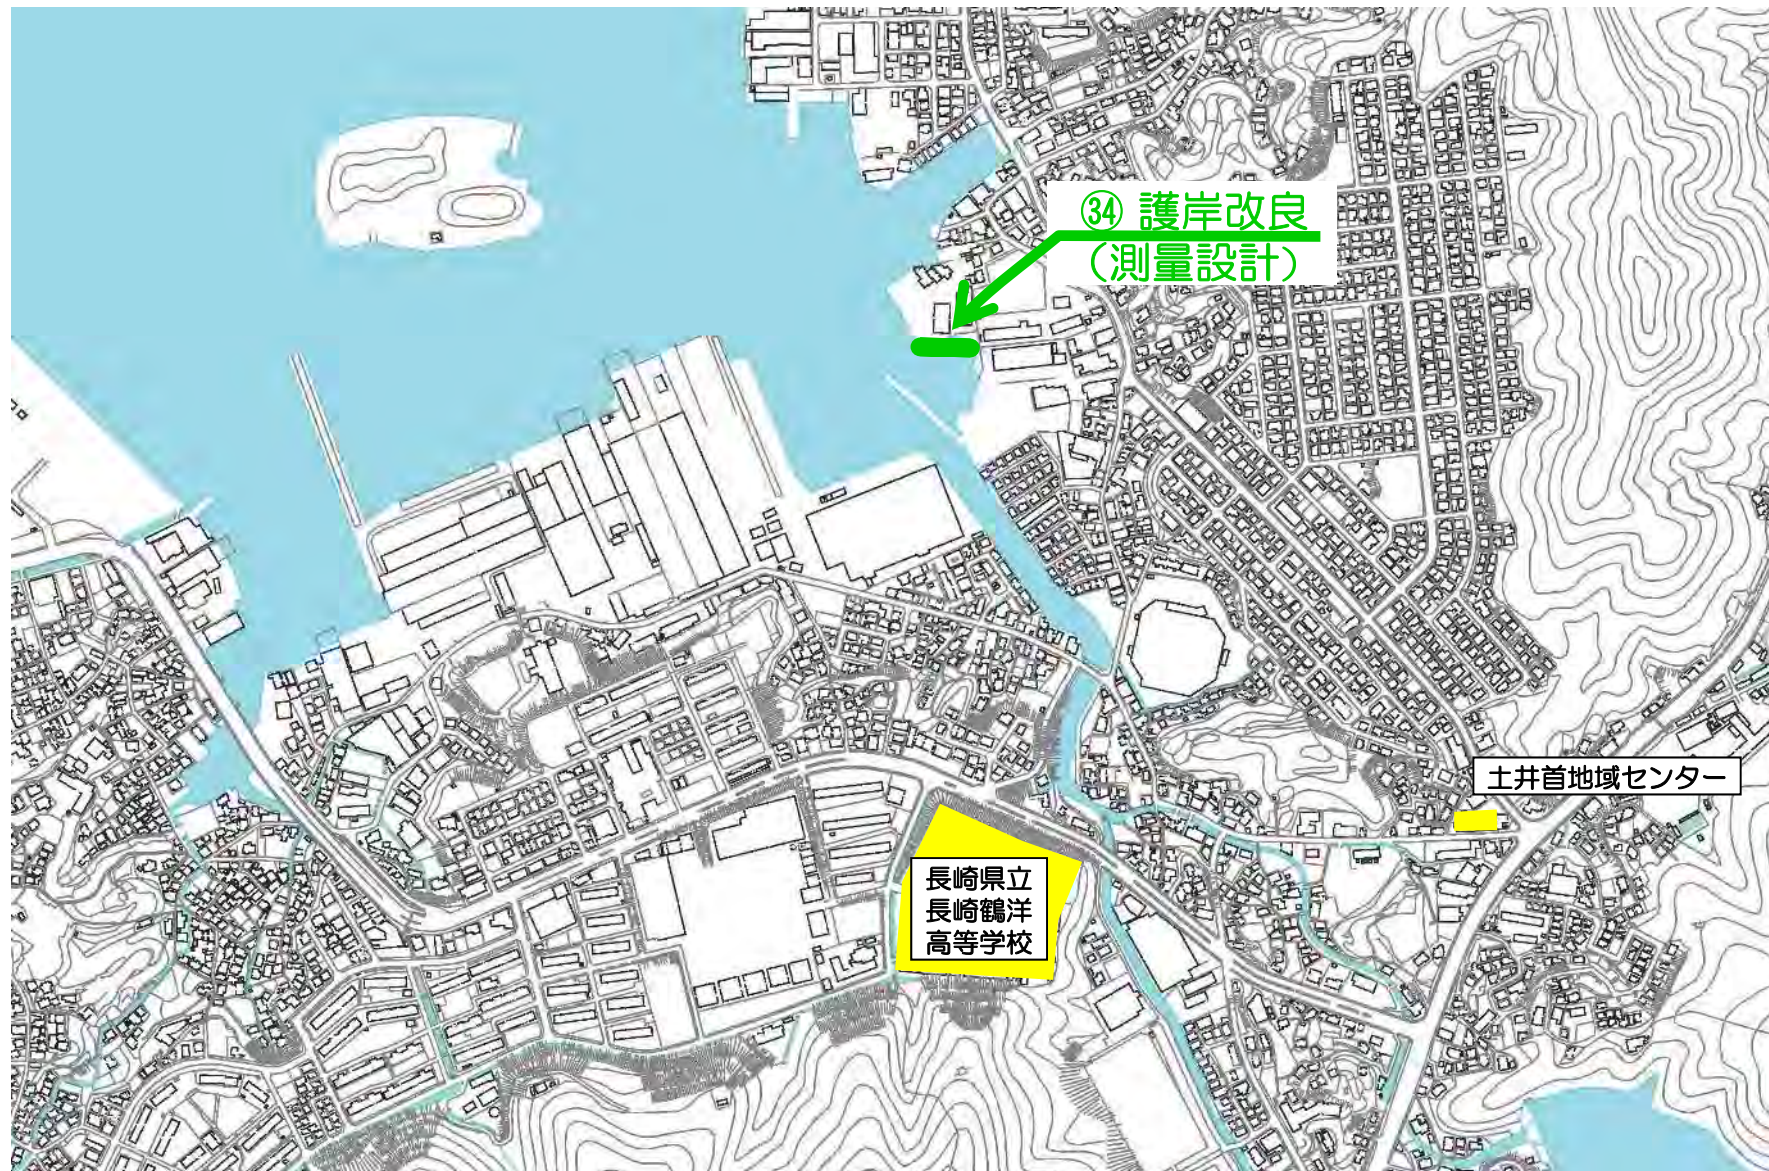 ㉞ 護岸改良
（測量設計）
土井首地域センター
長崎県立
長崎鶴洋
高等学校